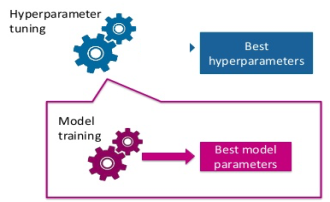 Hyperparameter
tuning
Best
hyperparameters
Model
training
Best model
parameters